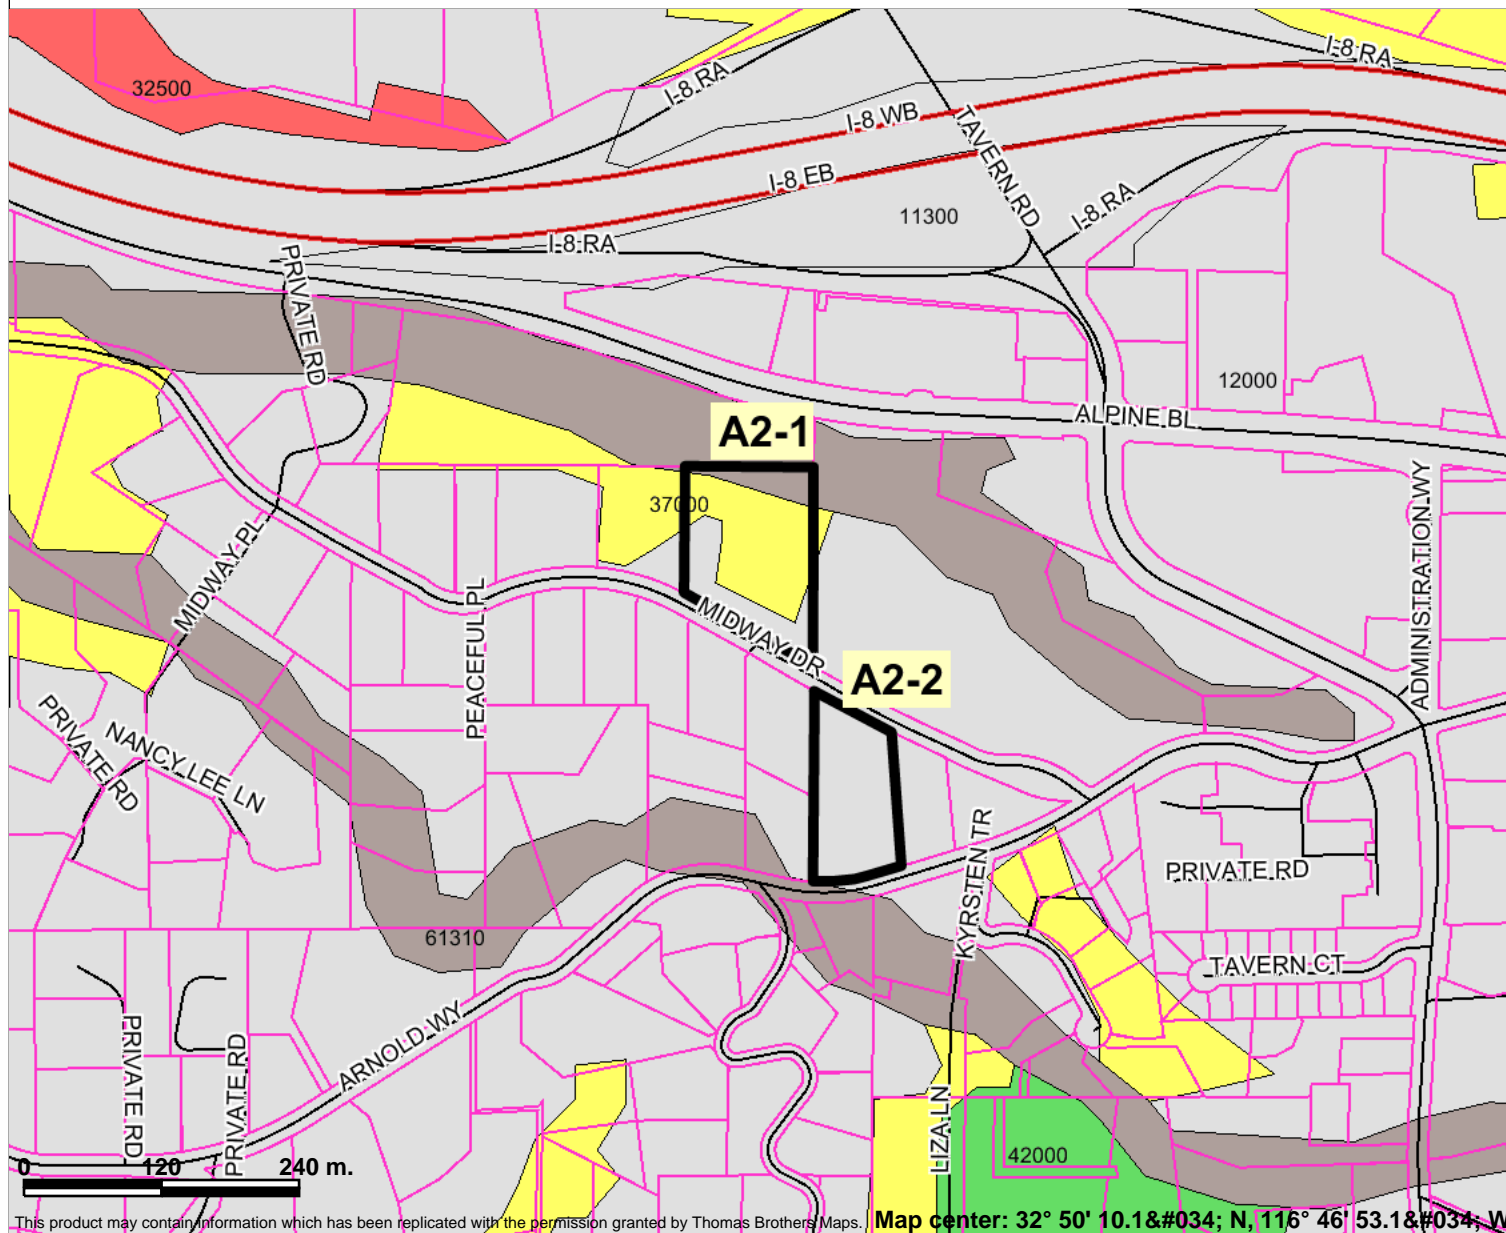 32500
I-8 RA
I-8 RA
I-8 WB
TAVERN RD
I-8 EB
I-8 RA
11300
I-8 RA
PRIVATE RD
12000
ALPINE BL
A2-1
37000
ADMINISTRATION WY
MIDWAY PL
PEACEFUL PL
MIDWAY DR
A2-2
PRIVATE RD
NANCY LEE LN
KYRSTEN TR
PRIVATE RD
61310
TAVERN CT
ARNOLD WY
PRIVATE RD
PRIVATE RD
LIZA LN
42000
0 120 240 m.
This product may contain information which has been replicated with the permission granted by Thomas Brothers Maps. Map center: 32° 50' 10.1&#034; N, 116° 46' 53.1&#034; W